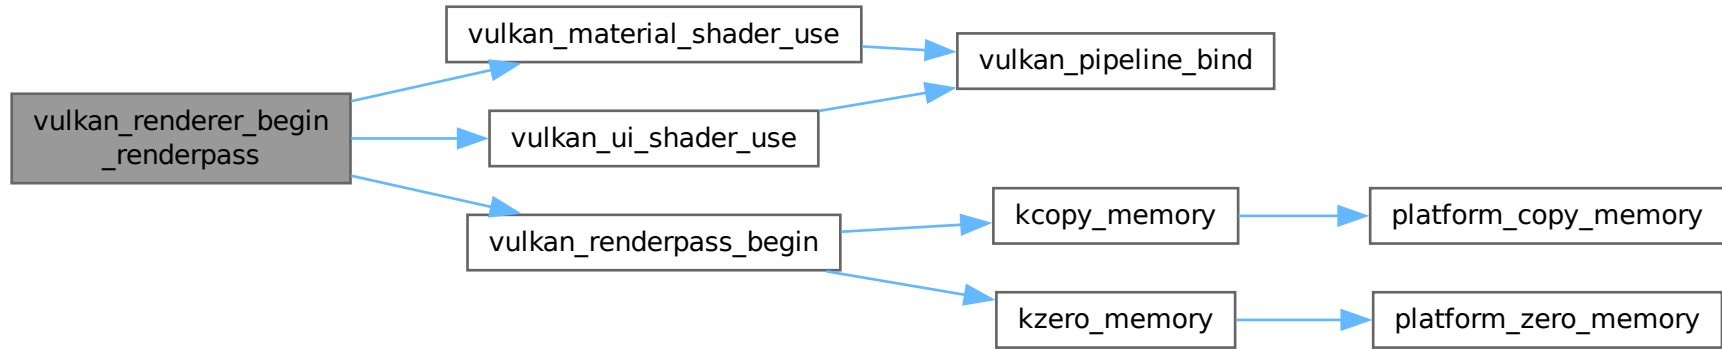 vulkan_renderer_begin
_renderpass
vulkan_material_shader_use
vulkan_ui_shader_use
vulkan_renderpass_begin
vulkan_pipeline_bind
kcopy_memory
kzero_memory
platform_copy_memory
platform_zero_memory